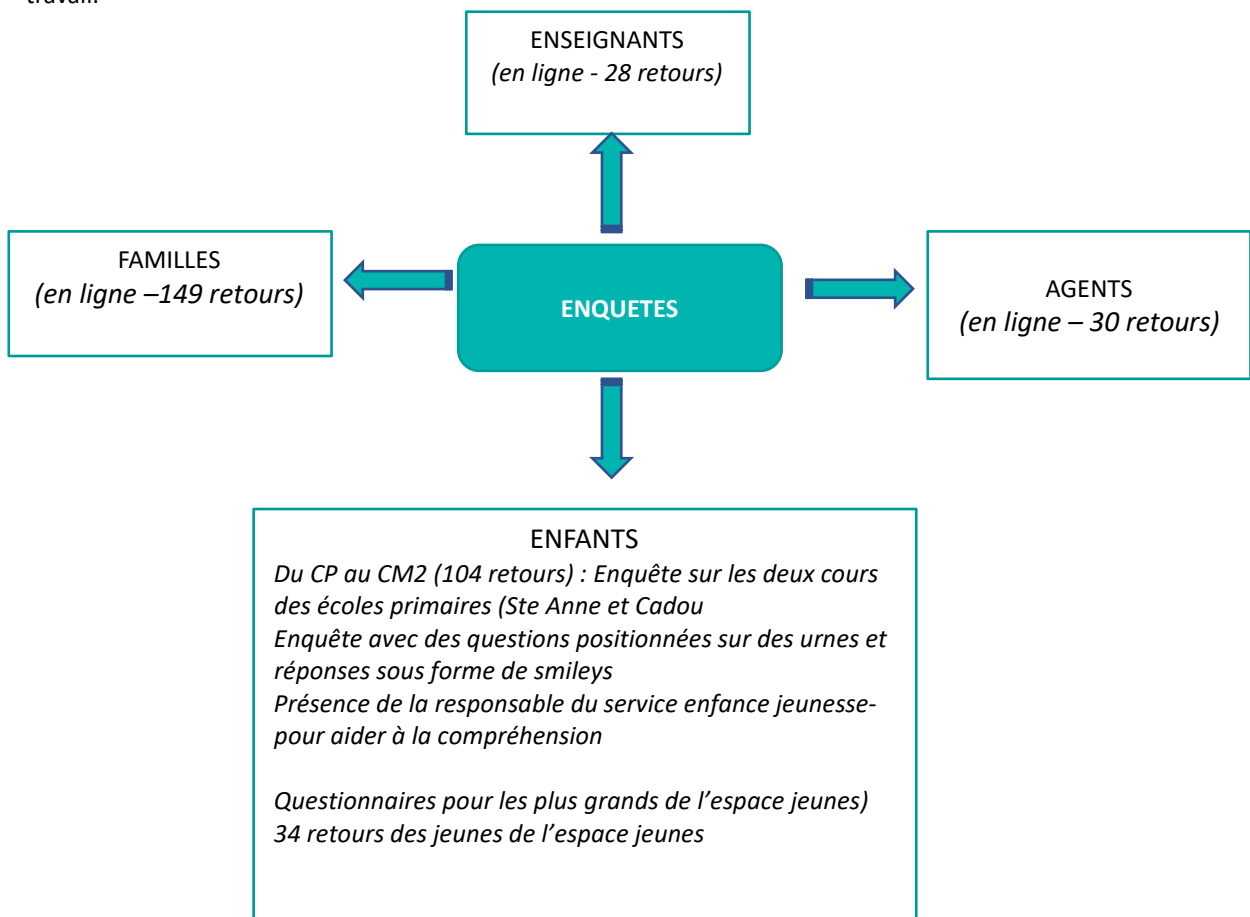 travail.
ENSEIGNANTS
(en ligne - 28 retours)
FAMILLES
(en ligne –149 retours)
ENQUETES
AGENTS
(en ligne – 30 retours)
ENFANTS
Du CP au CM2 (104 retours) : Enquête sur les deux cours
des écoles primaires (Ste Anne et Cadou
Enquête avec des questions positionnées sur des urnes et
réponses sous forme de smileys
Présence de la responsable du service enfance jeunesse-
pour aider à la compréhension
Questionnaires pour les plus grands de l’espace jeunes)
34 retours des jeunes de l’espace jeunes